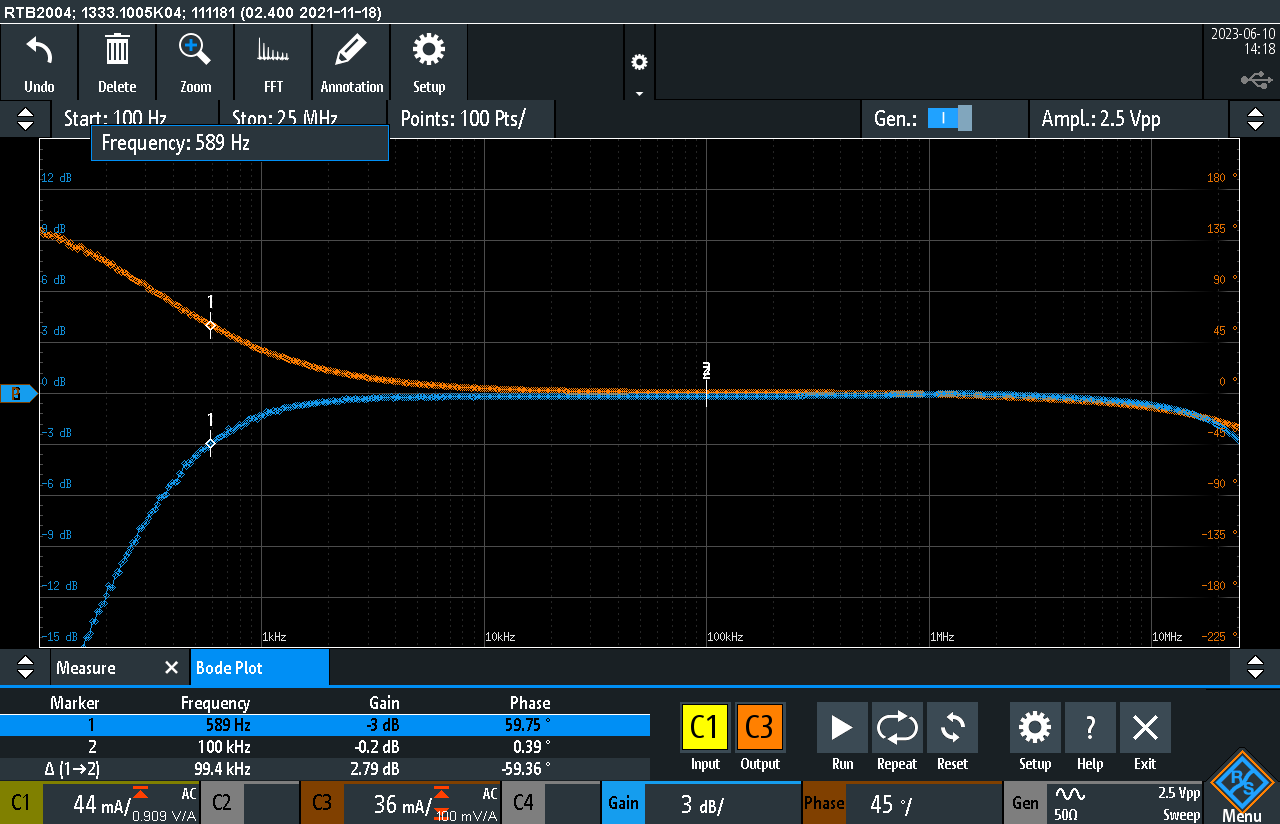 RTB2004; 1333.1005K04; 111181 (02.400 2021-11-18)
2023-06-10
14:18
Undo Delete Zoom FFT Annotation Setup
Start: 100 Hz Stop: 25 MHz Points: 100 Pts/ Gen.: I Ampl.: 2.5 Vpp
Frequency: 589 Hz
12 dB 180 °
9 dB 135 °
6 dB 90 °
1
3 dB 45 °
2
0 dB 0 °
1
-3 dB -45 °
-6 dB -90 °
-9 dB -135 °
-12 dB -180 °
-15 dB 1kHz 10kHz 100kHz 1MHz 10MHz -225 °
Measure Bode Plot
Marker Frequency Gain Phase
1 589 Hz -3 dB 59.75 °
2 100 kHz -0.2 dB 0.39 °
Δ (1→2) 99.4 kHz 2.79 dB -59.36 °
C1 C3
Input Output Run Repeat Reset Setup ? Help Exit
C1 44 mA/ AC 0.909 V/A C2 C3 36 mA/ AC 100 mV/A C4 Gain 3 dB/ Phase 45 °/ Gen 50Ω 2.5 Vpp Sweep R&S Menu